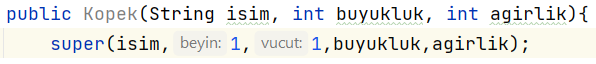 public Kopek(String isim, int buyukluk, int agirlik){
super(isim, beyin: 1, vucut: 1,buyukluk,agirlik);